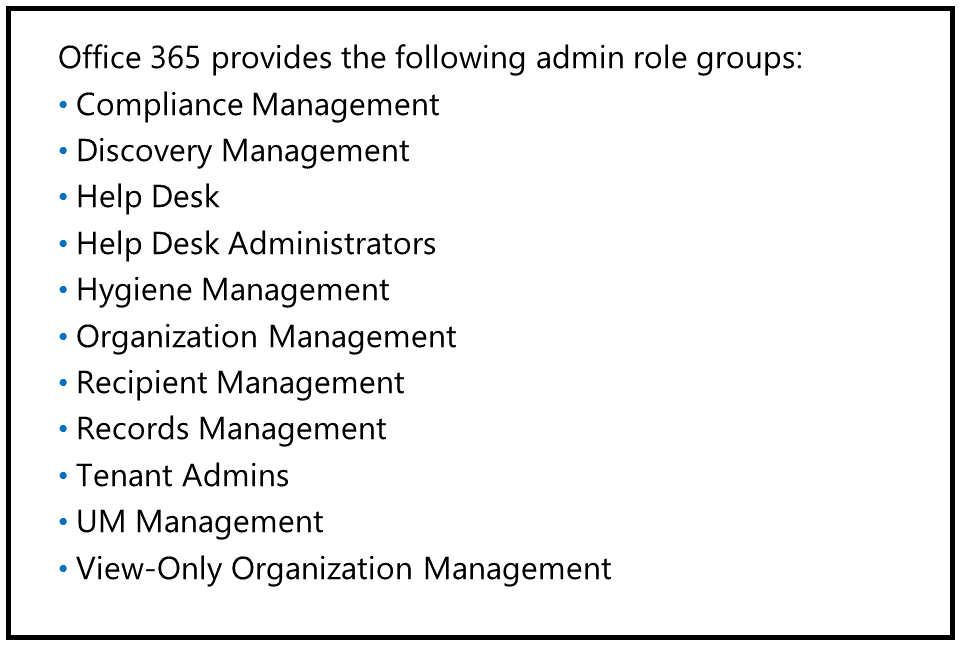 Office 365 provides the following admin role groups:
• Compliance Management
• Discovery Management
• Help Desk
• Help Desk Administrators
• Hygiene Management
• Organization Management
• Recipient Management
• Records Management
• Tenant Admins
• UM Management
• View-Only Organization Management